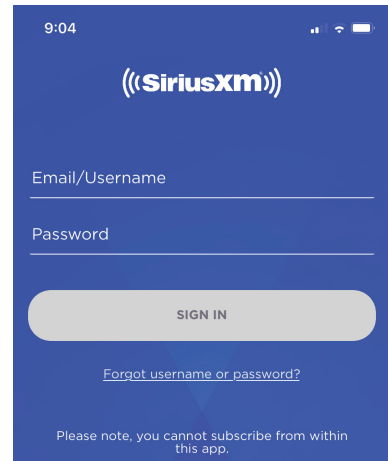 9:04
(((SiriusXM)))
Email/Username
Password
SIGN IN
Forgot username or password?
Please note, you cannot subscribe from within
this app.